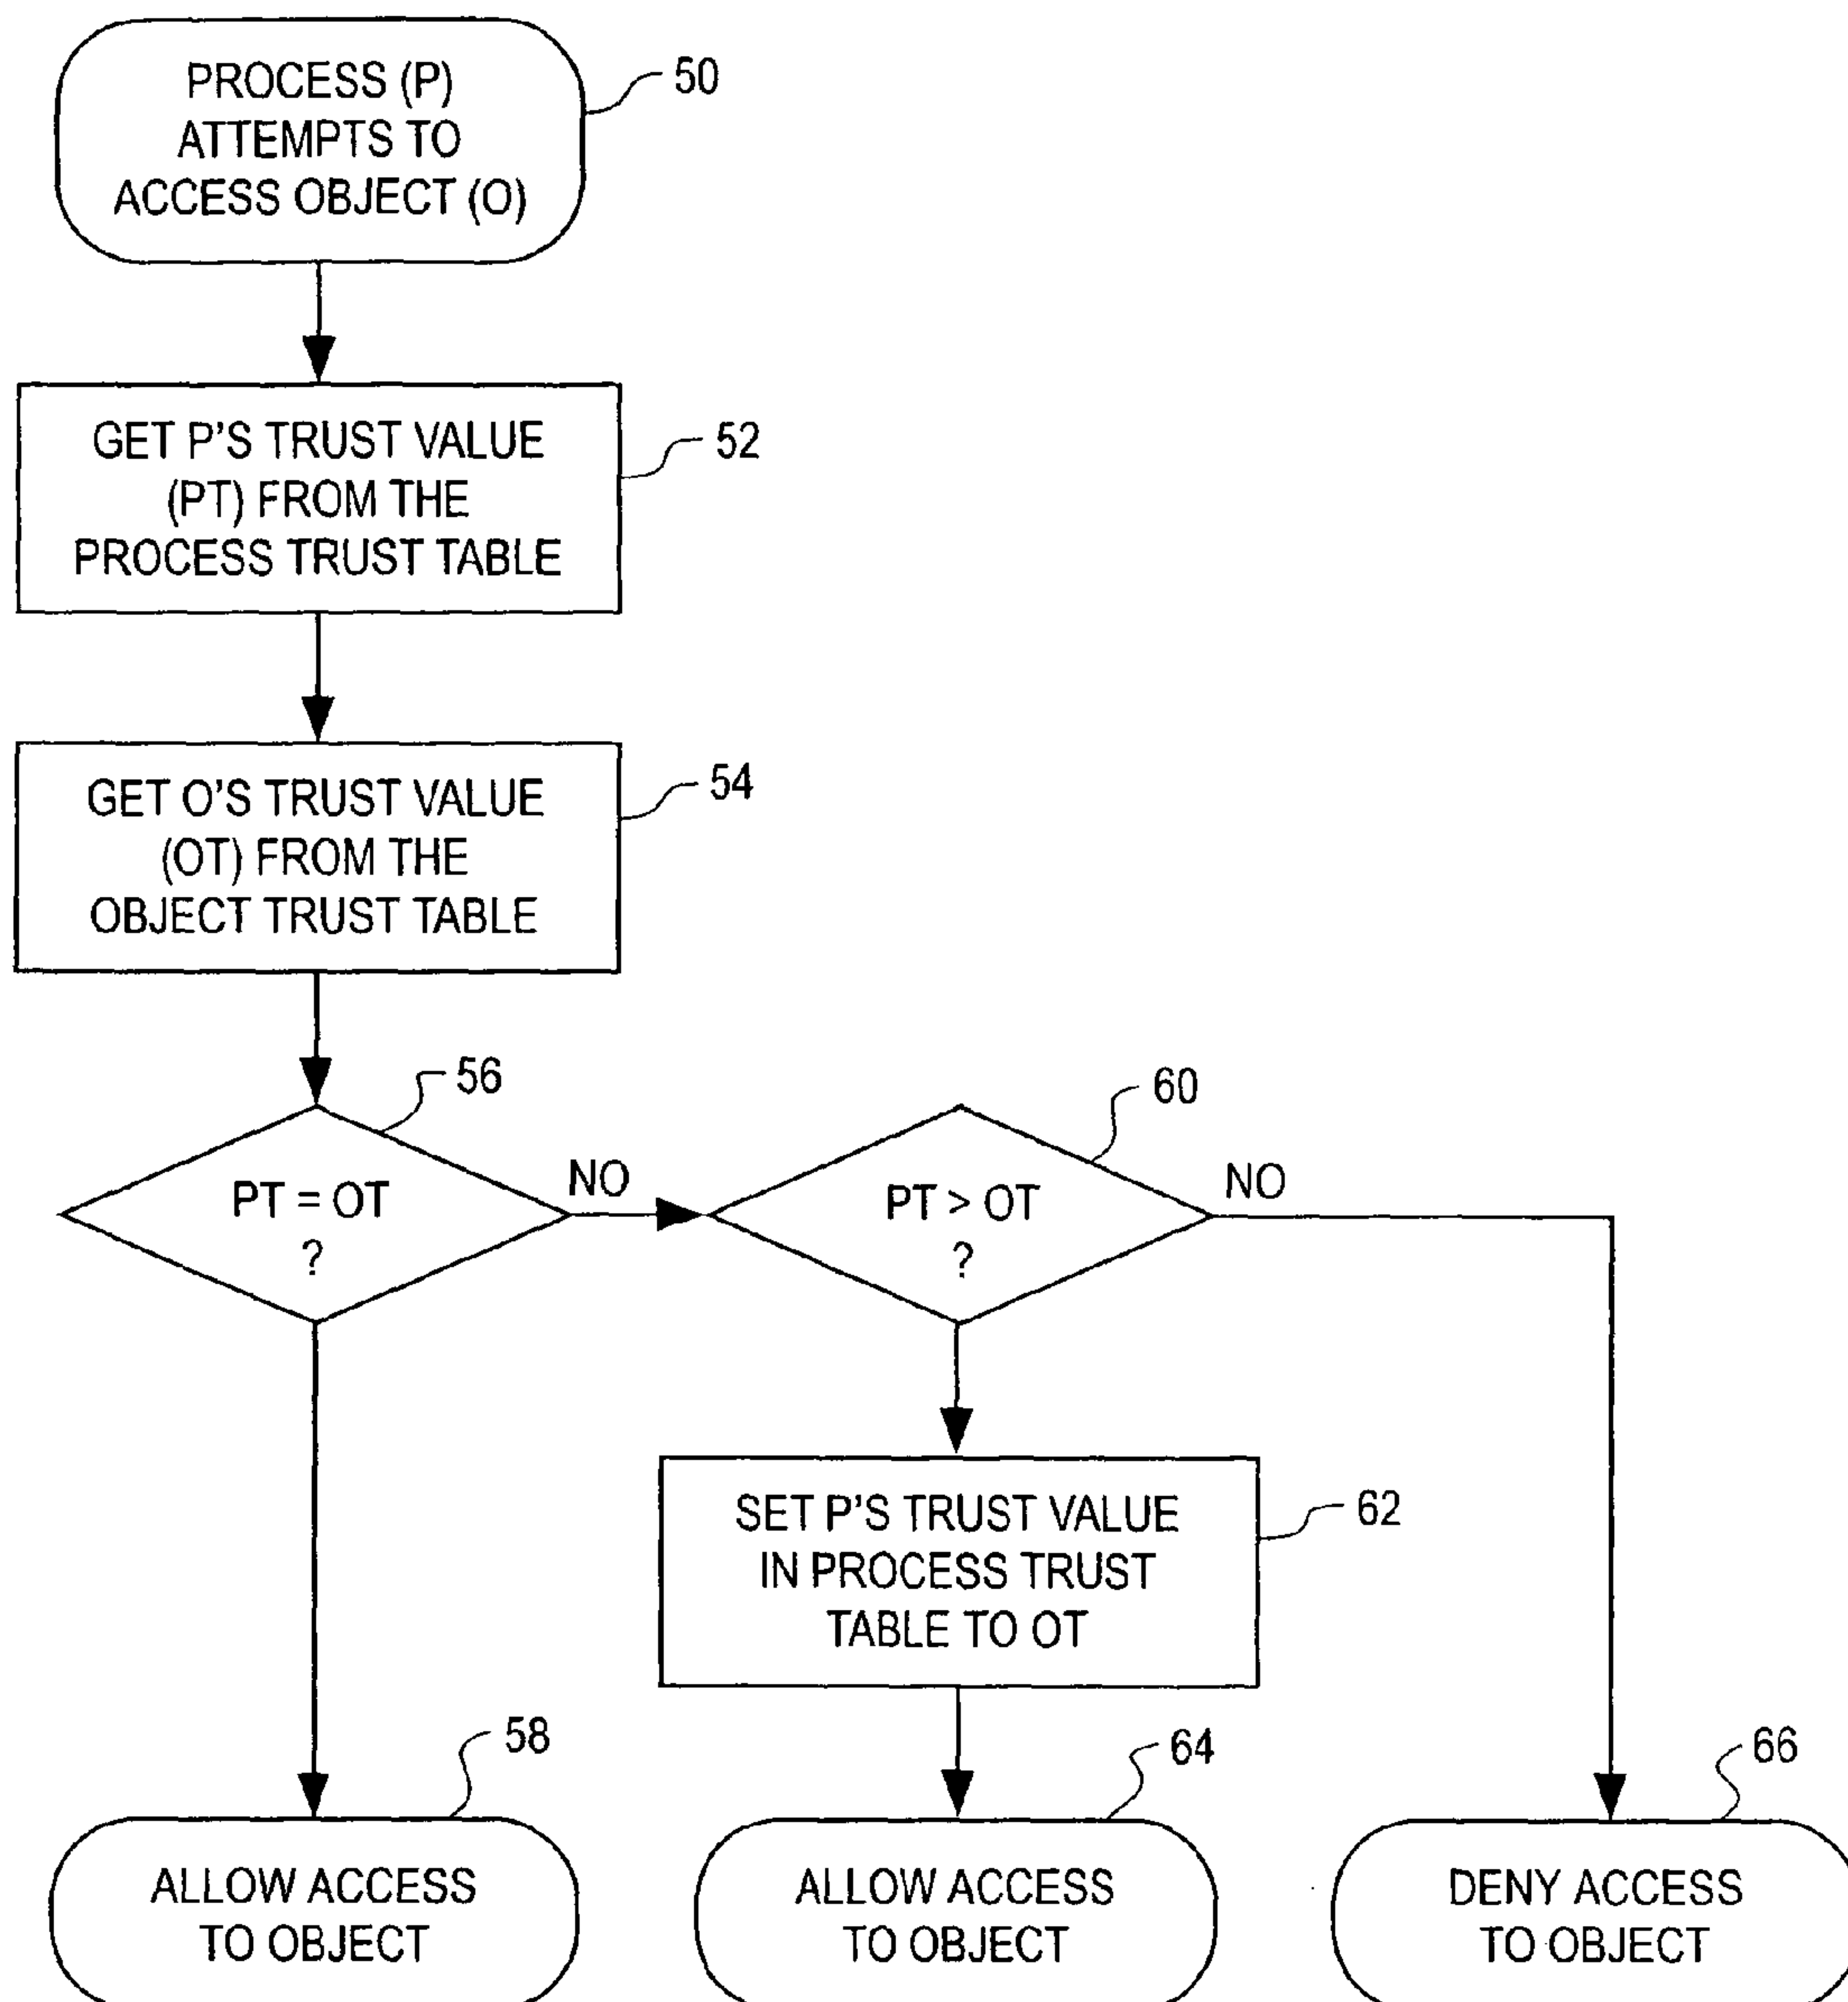 PROCESS (P)
ATTEMPTS TO
ACCESS OBJECT (O)
50
GET P'S TRUST VALUE
(PT) FROM THE
PROCESS TRUST TABLE
52
GET O'S TRUST VALUE
(OT) FROM THE
OBJECT TRUST TABLE
54
56
PT = OT
?
NO
60
PT > OT
?
NO
SET P'S TRUST VALUE
IN PROCESS TRUST
TABLE TO OT
62
58
ALLOW ACCESS
TO OBJECT
64
ALLOW ACCESS
TO OBJECT
66
DENY ACCESS
TO OBJECT